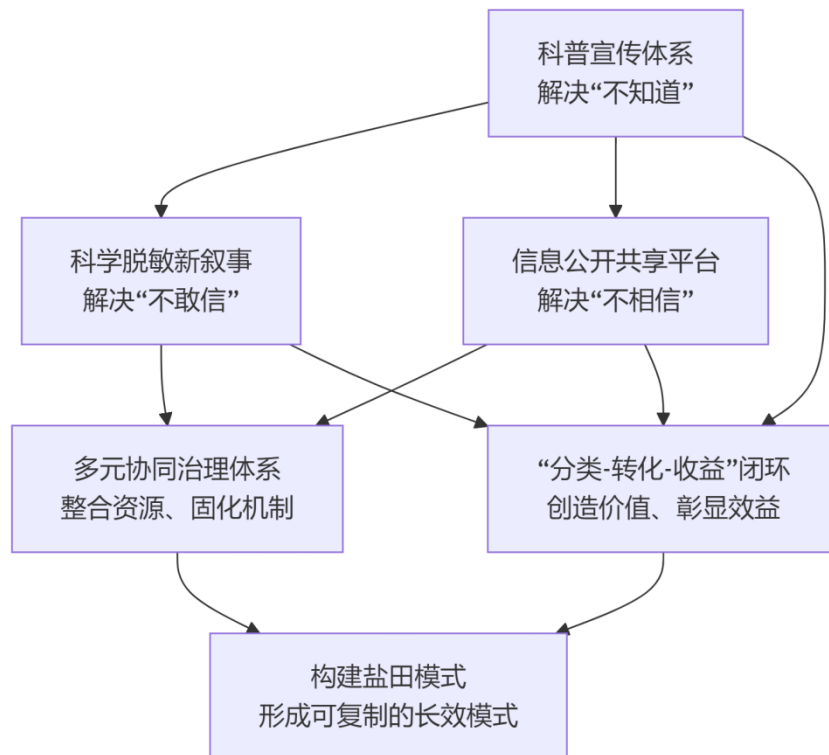 科普宣传体系
解决“不知道”
科学脱敏新叙事
解决“不敢信”
信息公开共享平台
解决“不相信”
多元协同治理体系
整合资源、固化机制
“分类-转化-收益”闭环
创造价值、彰显效益
构建盐田模式
形成可复制的长效模式